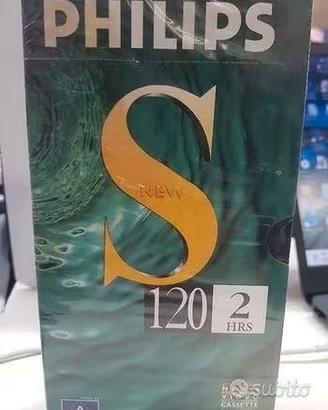 PHILIPS
S
NEW
120 2
HRS
CASSETTE
subito